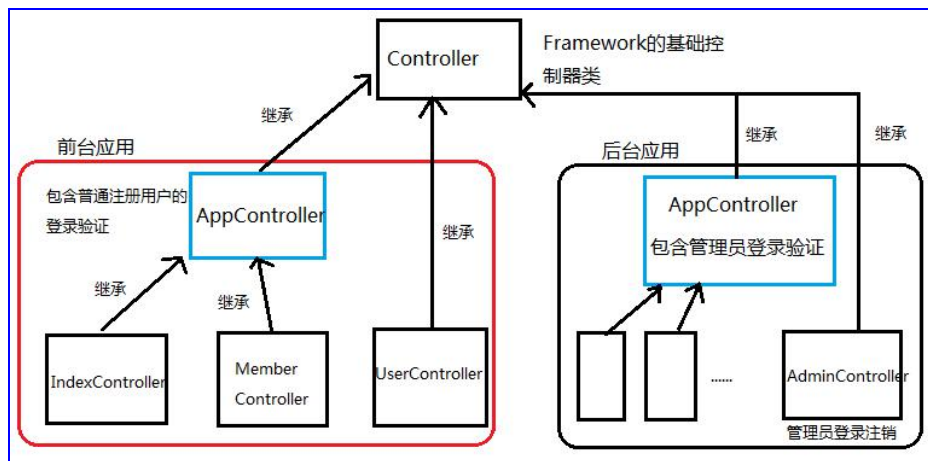 Controller
Framework的基础控
制器类
继承
继承
继承
前台应用
后台应用
包含普通注册用户的
登录验证
AppController
AppController
包含管理员登录验证
继承
继承
继承
IndexController
Member
Controller
UserController
......
AdminController
管理员登录注销